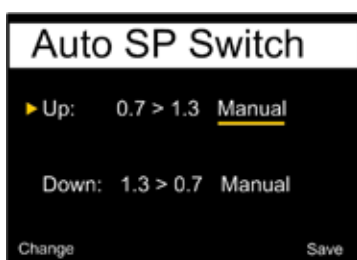 Auto SP Switch
Up: 0.7 > 1.3 Manual
Down: 1.3 > 0.7 Manual
Change Save